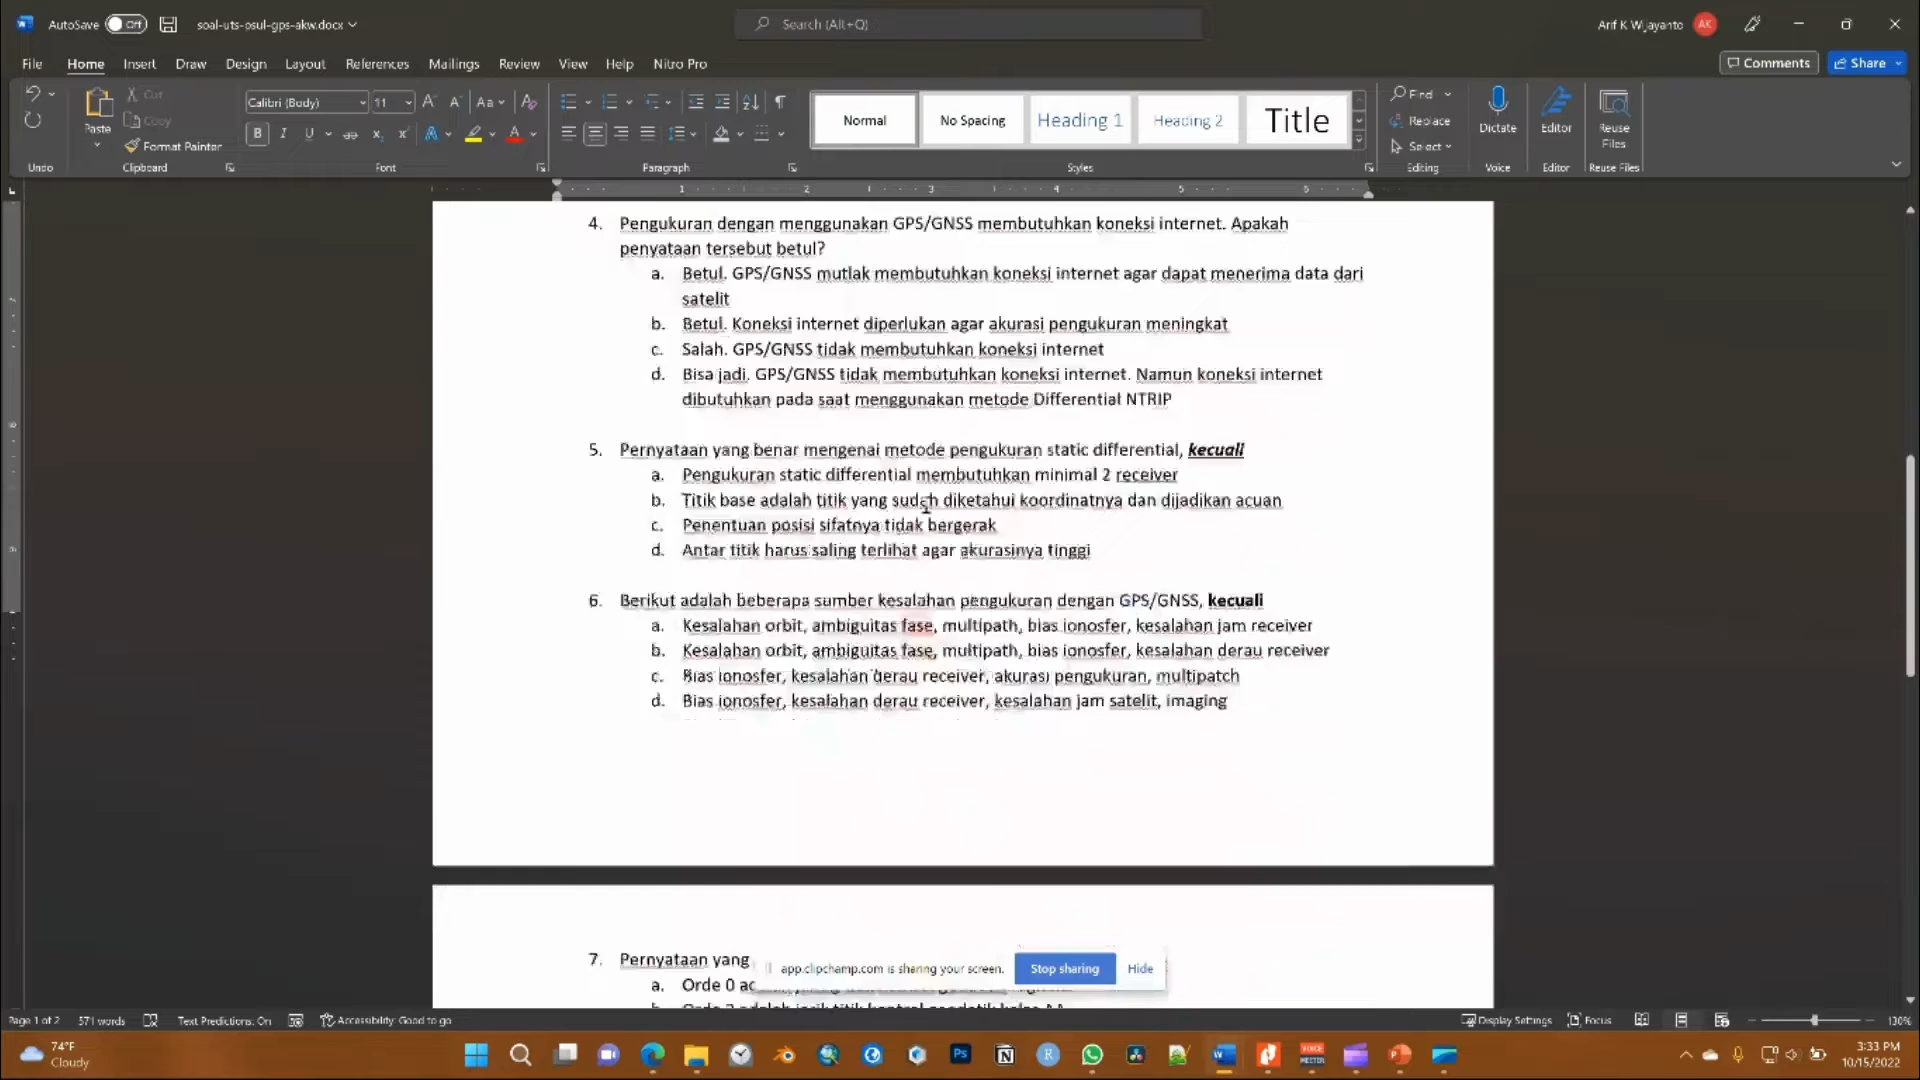 AutoSave Off soal-uts-psul-gps-akw.docx Search (Alt+Q) Arif K Wijayanto AK
File Home Insert Draw Design Layout References Mailings Review View Help Nitro Pro Comments Share
Paste Cut Copy Format Painter
Calibri (Body) 11
Normal No Spacing Heading 1 Heading 2 Title
Find Replace Select
Dictate Editor Reuse Files
Undo Clipboard Font Paragraph Styles Editing Voice Editor Reuse Files
1 2 3 4 5 6
4. Pengukuran dengan menggunakan GPS/GNSS membutuhkan koneksi internet. Apakah
penyataan tersebut betul?
a. Betul. GPS/GNSS mutlak membutuhkan koneksi internet agar dapat menerima data dari
satelit
b. Betul. Koneksi internet diperlukan agar akurasi pengukuran meningkat
c. Salah. GPS/GNSS tidak membutuhkan koneksi internet
d. Bisa jadi. GPS/GNSS tidak membutuhkan koneksi internet. Namun koneksi internet
dibutuhkan pada saat menggunakan metode Differential NTRIP
5. Pernyataan yang benar mengenai metode pengukuran static differential, kecuali
a. Pengukuran static differential membutuhkan minimal 2 receiver
b. Titik base adalah titik yang sudah diketahui koordinatnya dan dijadikan acuan
c. Penentuan posisi sifatnya tidak bergerak
d. Antar titik harus saling terlihat agar akurasinya tinggi
6. Berikut adalah beberapa sumber kesalahan pengukuran dengan GPS/GNSS, kecuali
a. Kesalahan orbit, ambiguitas fase, multipath, bias ionosfer, kesalahan jam receiver
b. Kesalahan orbit, ambiguitas fase, multipath, bias ionosfer, kesalahan derau receiver
c. Bias ionosfer, kesalahan derau receiver, akurasi pengukuran, multipatch
d. Bias ionosfer, kesalahan derau receiver, kesalahan jam satelit, imaging
7. Pernyataan yang
app.clipchamp.com is sharing your screen. Stop sharing Hide
a. Orde 0
Page 1 of 2 571 words Text Predictions: On Accessibility: Good to go Display Settings Focus 130%
74°F
Cloudy
3:33 PM
10/15/2022